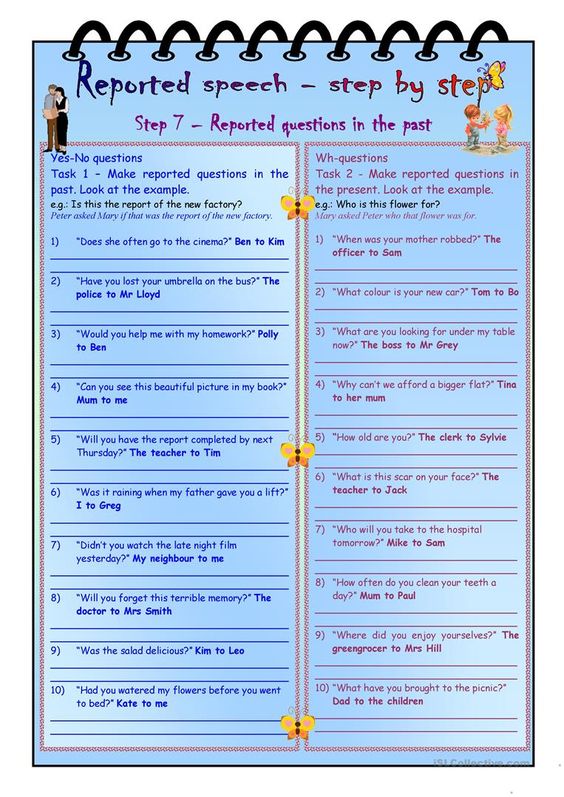 Reported speech – step by step
Step 7 – Reported questions in the past
Yes-No questions
Task 1 – Make reported questions in the
past. Look at the example.
e.g.: Is this the report of the new factory?
Peter asked Mary if that was the report of the new factory.
1) “Does she often go to the cinema?” Ben to Kim
2) “Have you lost your umbrella on the bus?” The
police to Mr Lloyd
3) “Would you help me with my homework?” Polly
to Ben
4) “Can you see this beautiful picture in my book?”
Mum to me
5) “Will you have the report completed by next
Thursday?” The teacher to Tim
6) “Was it raining when my father gave you a lift?”
I to Greg
7) “Didn’t you watch the late night film
yesterday?” My neighbour to me
8) “Will you forget this terrible memory?” The
doctor to Mrs Smith
9) “Was the salad delicious?” Kim to Leo
10) “Had you watered my flowers before you went
to bed?” Kate to me
Wh-questions
Task 2 - Make reported questions in
the present. Look at the example.
e.g.: Who is this flower for?
Mary asked Peter who that flower was for.
1) “When was your mother robbed?” The
officer to Sam
2) “What colour is your new car?” Tom to Bo
3) “What are you looking for under my table
now?” The boss to Mr Grey
4) “Why can’t we afford a bigger flat?” Tina
to her mum
5) “How old are you?” The clerk to Sylvie
6) “What is this scar on your face?” The
teacher to Jack
7) “Who will you take to the hospital
tomorrow?” Mike to Sam
8) “How often do you clean your teeth a
day?” Mum to Paul
9) “Where did you enjoy yourselves?” The
greengrocer to Mrs Hill
10) “What have you brought to the picnic?”
Dad to the children
iSLCollective.com